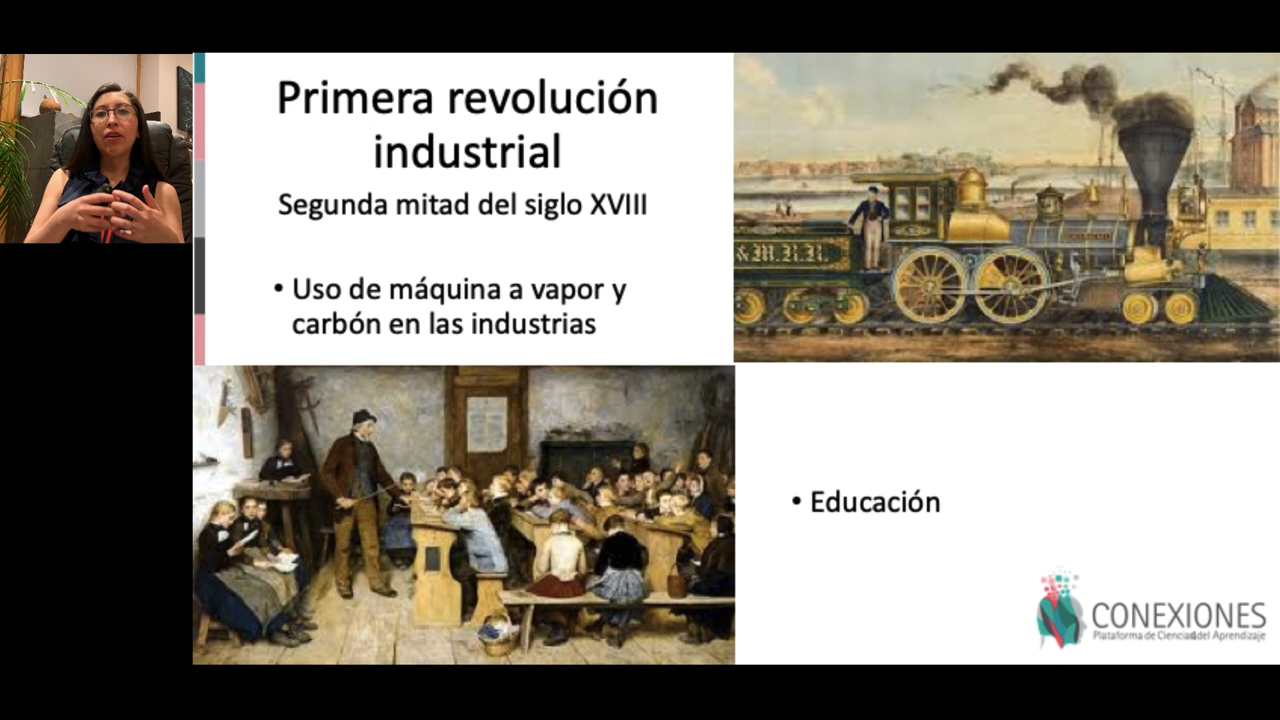 Primera revolución
industrial
Segunda mitad del siglo XVIII
• Uso de máquina a vapor y
carbón en las industrias
& M.R.R.
• Educación
CONEXIONES
Plataforma de Ciencias del Aprendizaje